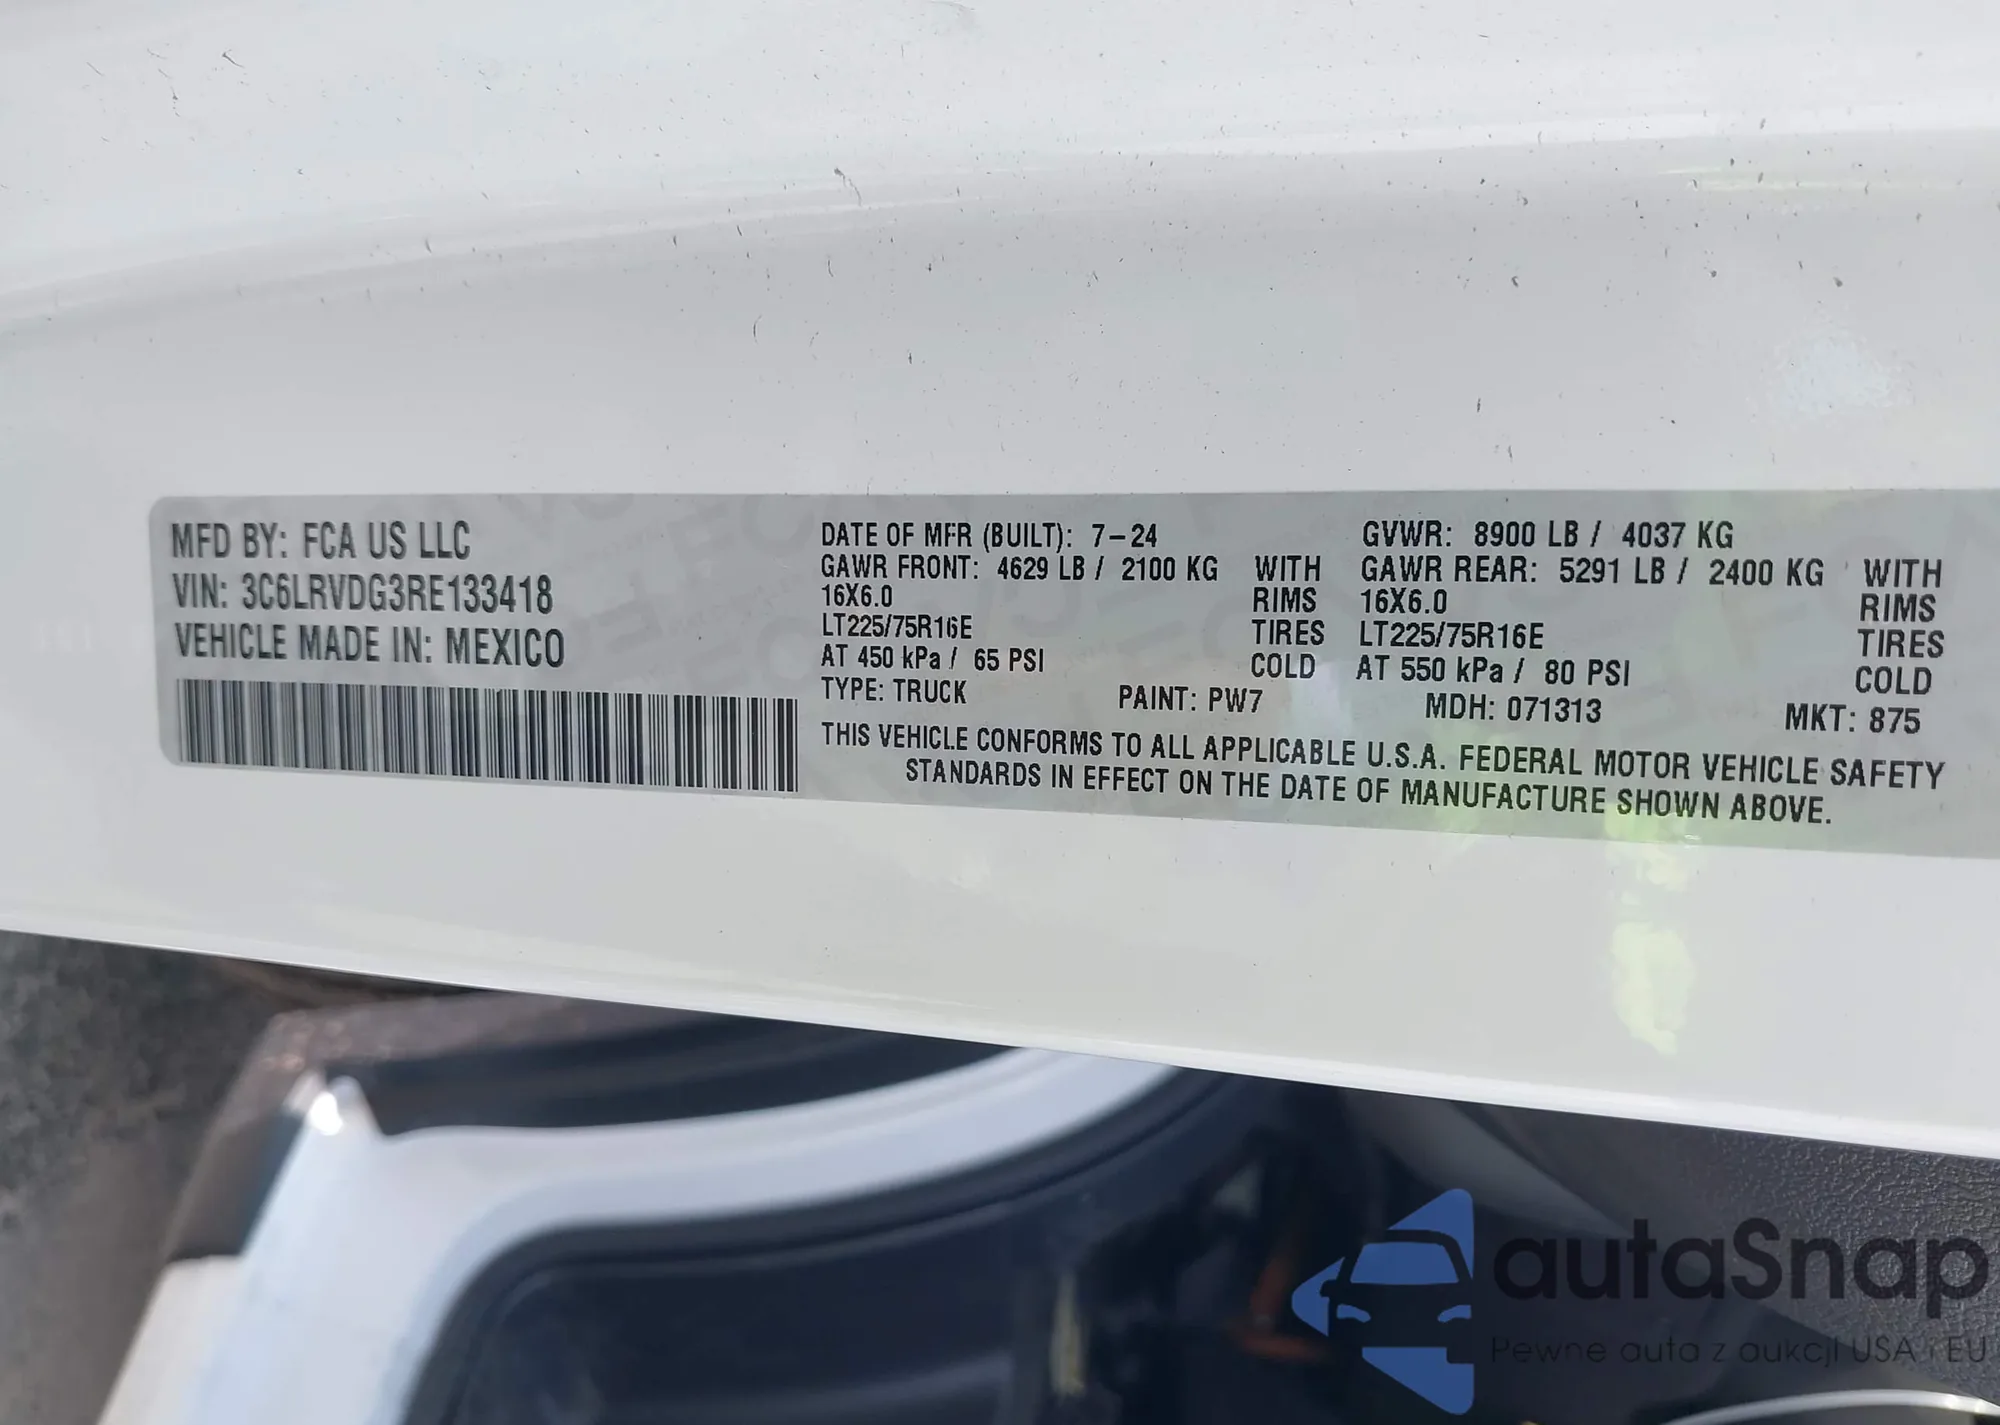 MFD BY: FCA US LLC
VIN: 3C6LRVDG3RE133418
VEHICLE MADE IN: MEXICO
DATE OF MFR (BUILT): 7-24 GVWR: 8900 LB / 4037 KG
GAWR FRONT: 4629 LB / 2100 KG WITH GAWR REAR: 5291 LB / 2400 KG WITH
16X6.0 RIMS 16X6.0 RIMS
LT225/75R16E TIRES LT225/75R16E TIRES
AT 450 kPa / 65 PSI COLD AT 550 kPa / 80 PSI COLD
TYPE: TRUCK PAINT: PW7 MDH: 071313 MKT: 875
THIS VEHICLE CONFORMS TO ALL APPLICABLE U.S.A. FEDERAL MOTOR VEHICLE SAFETY
STANDARDS IN EFFECT ON THE DATE OF MANUFACTURE SHOWN ABOVE.
autaSnap
Pewne auta z aukcji USA i EU